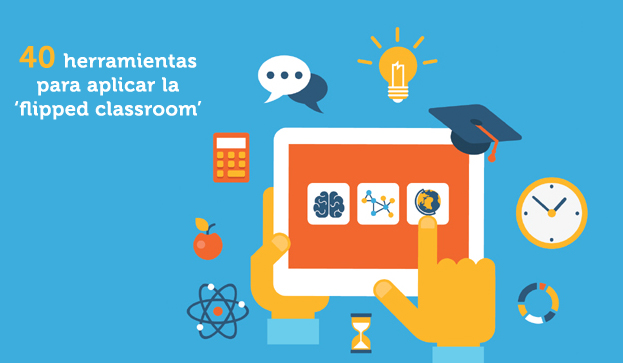 40 herramientas
para aplicar la
‘flipped classroom’